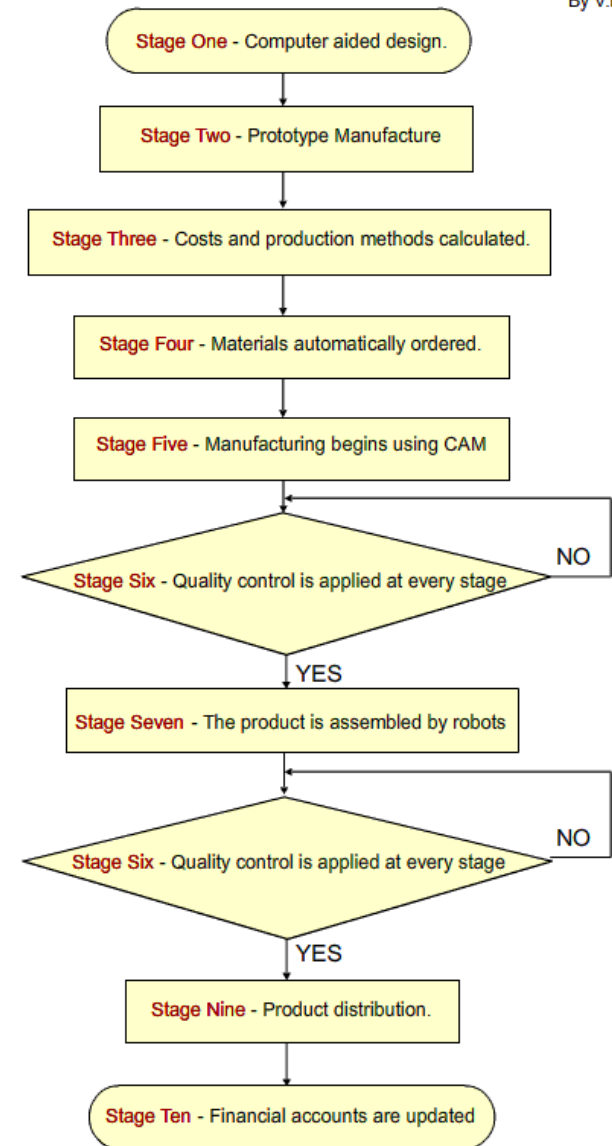 By V.
Stage One - Computer aided design.
Stage Two - Prototype Manufacture
Stage Three - Costs and production methods calculated.
Stage Four - Materials automatically ordered.
Stage Five - Manufacturing begins using CAM
NO
Stage Six - Quality control is applied at every stage
YES
Stage Seven - The product is assembled by robots
NO
Stage Six - Quality control is applied at every stage
YES
Stage Nine - Product distribution.
Stage Ten - Financial accounts are updated